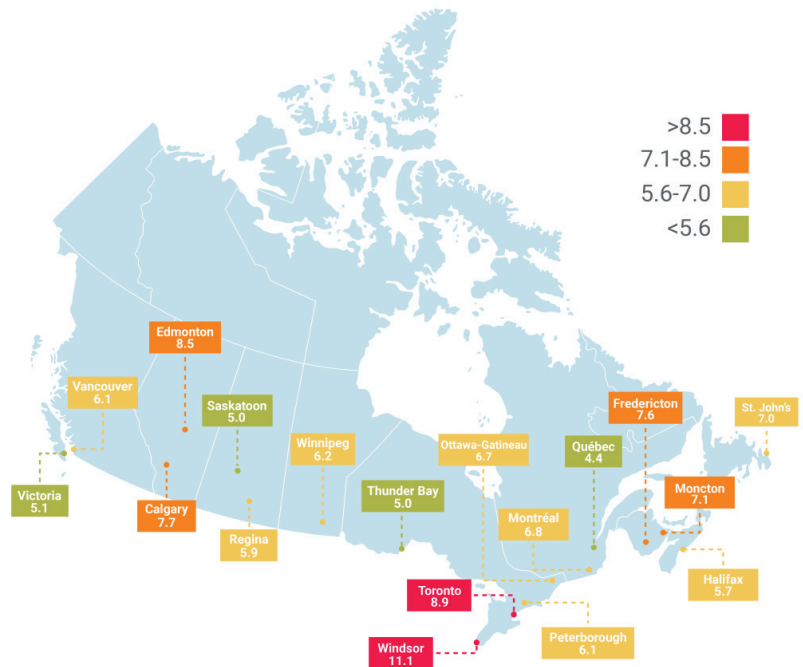 >8.5
7.1-8.5
5.6-7.0
<5.6
Edmonton
8.5
Vancouver
6.1
Saskatoon
5.0
Fredericton
7.6
St. John's
7.0
Winnipeg
6.2
Ottawa-Gatineau
6.7
Québec
4.4
Victoria
5.1
Calgary
7.7
Thunder Bay
5.0
Moncton
7.1
Regina
5.9
Montréal
6.8
Halifax
5.7
Toronto
8.9
Peterborough
6.1
Windsor
11.1